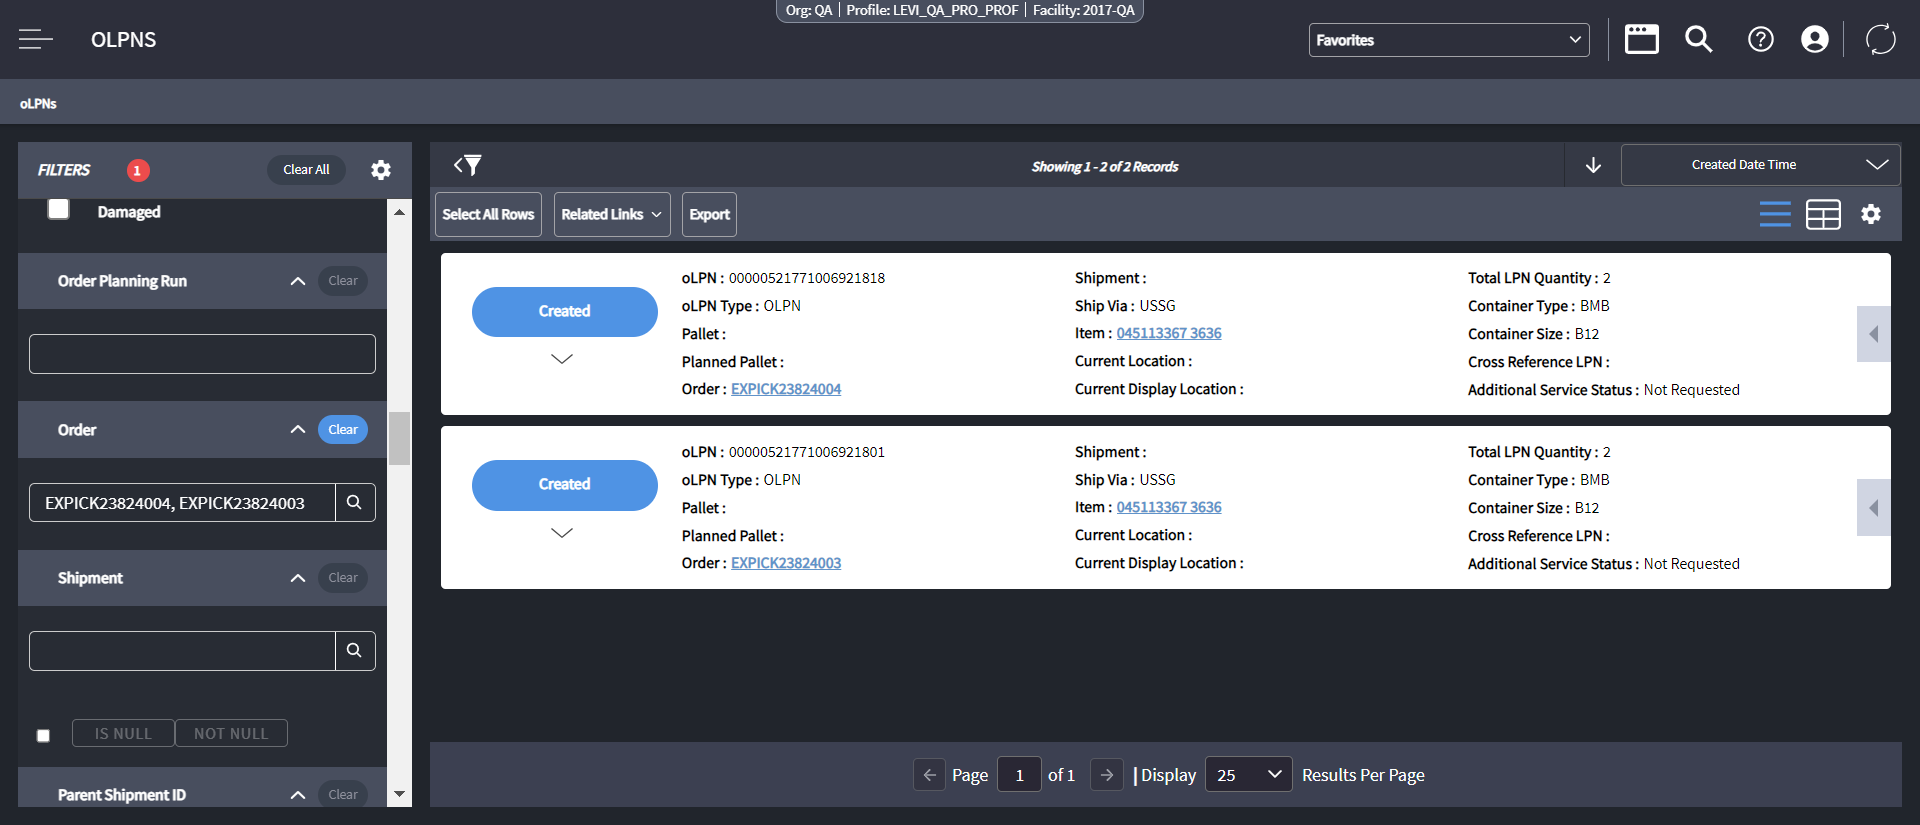 Org: QA | Profile: LEVI_QA_PRO_PROF | Facility: 2017-QA
OLPNS
Favorites
oLPNs
FILTERS
1
Clear All
Damaged
Order Planning Run
Clear
Order
Clear
EXPICK23824004, EXPICK23824003
Shipment
Clear
IS NULL
NOT NULL
Parent Shipment ID
Clear
Showing 1 - 2 of 2 Records
Created Date Time
Select All Rows
Related Links
Export
Created
oLPN : 00000521771006921818
oLPN Type : OLPN
Pallet :
Planned Pallet :
Order : EXPICK23824004
Shipment :
Ship Via : USSG
Item : 045113367 3636
Current Location :
Current Display Location :
Total LPN Quantity : 2
Container Type : BMB
Container Size : B12
Cross Reference LPN :
Additional Service Status : Not Requested
Created
oLPN : 00000521771006921801
oLPN Type : OLPN
Pallet :
Planned Pallet :
Order : EXPICK23824003
Shipment :
Ship Via : USSG
Item : 045113367 3636
Current Location :
Current Display Location :
Total LPN Quantity : 2
Container Type : BMB
Container Size : B12
Cross Reference LPN :
Additional Service Status : Not Requested
Page 1 of 1 | Display 25 Results Per Page